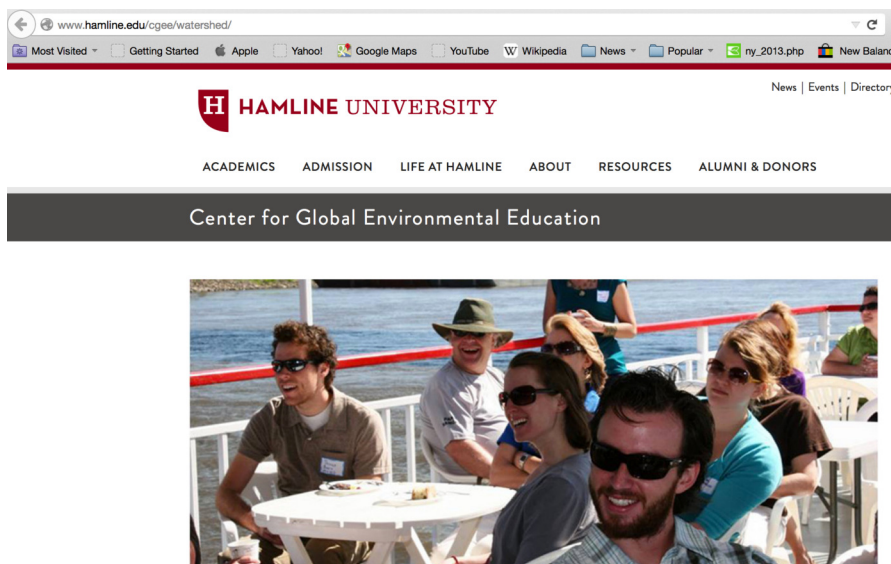 www.hamline.edu/cgee/watershed/
Most Visited Getting Started Apple Yahoo! Google Maps YouTube Wikipedia News Popular ny_2013.php New Balanc
News | Events | Directory
H HAMLINE UNIVERSITY
ACADEMICS ADMISSION LIFE AT HAMLINE ABOUT RESOURCES ALUMNI & DONORS
Center for Global Environmental Education